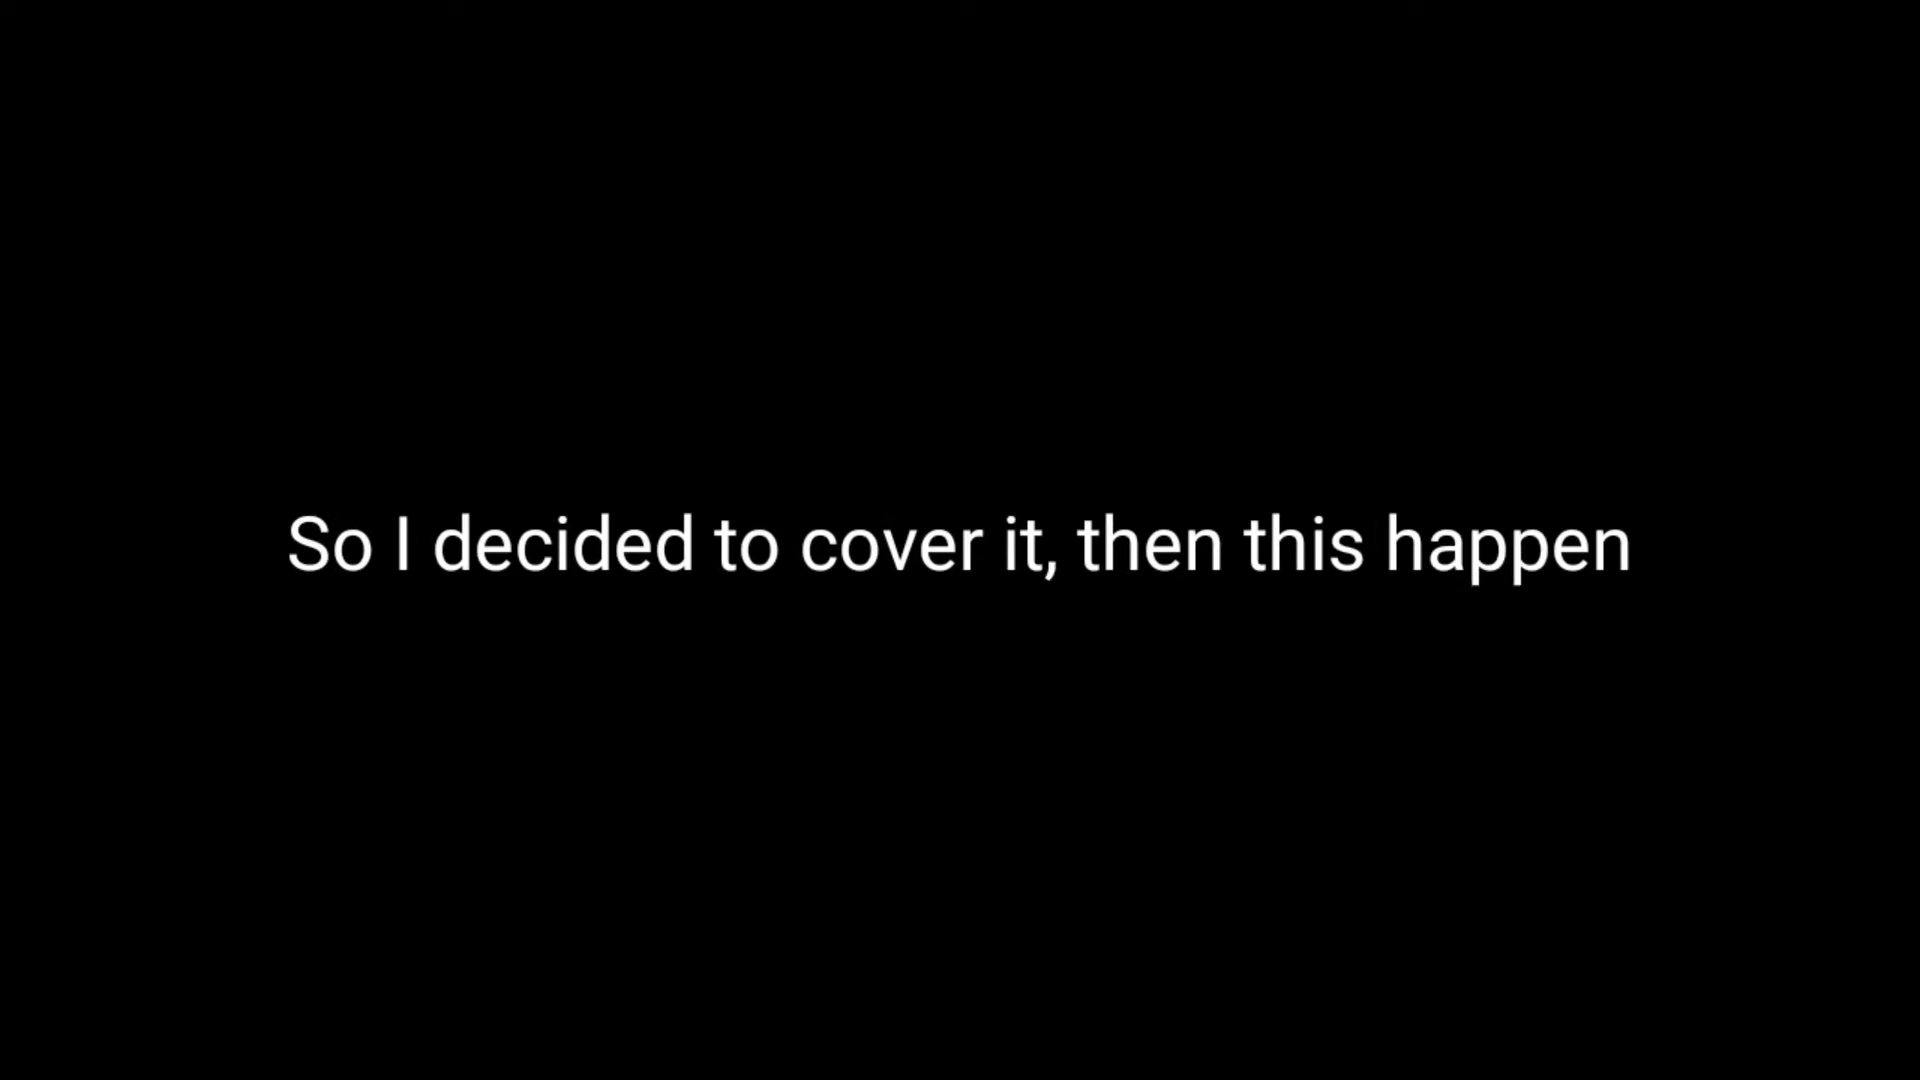 So I decided to cover it, then this happen